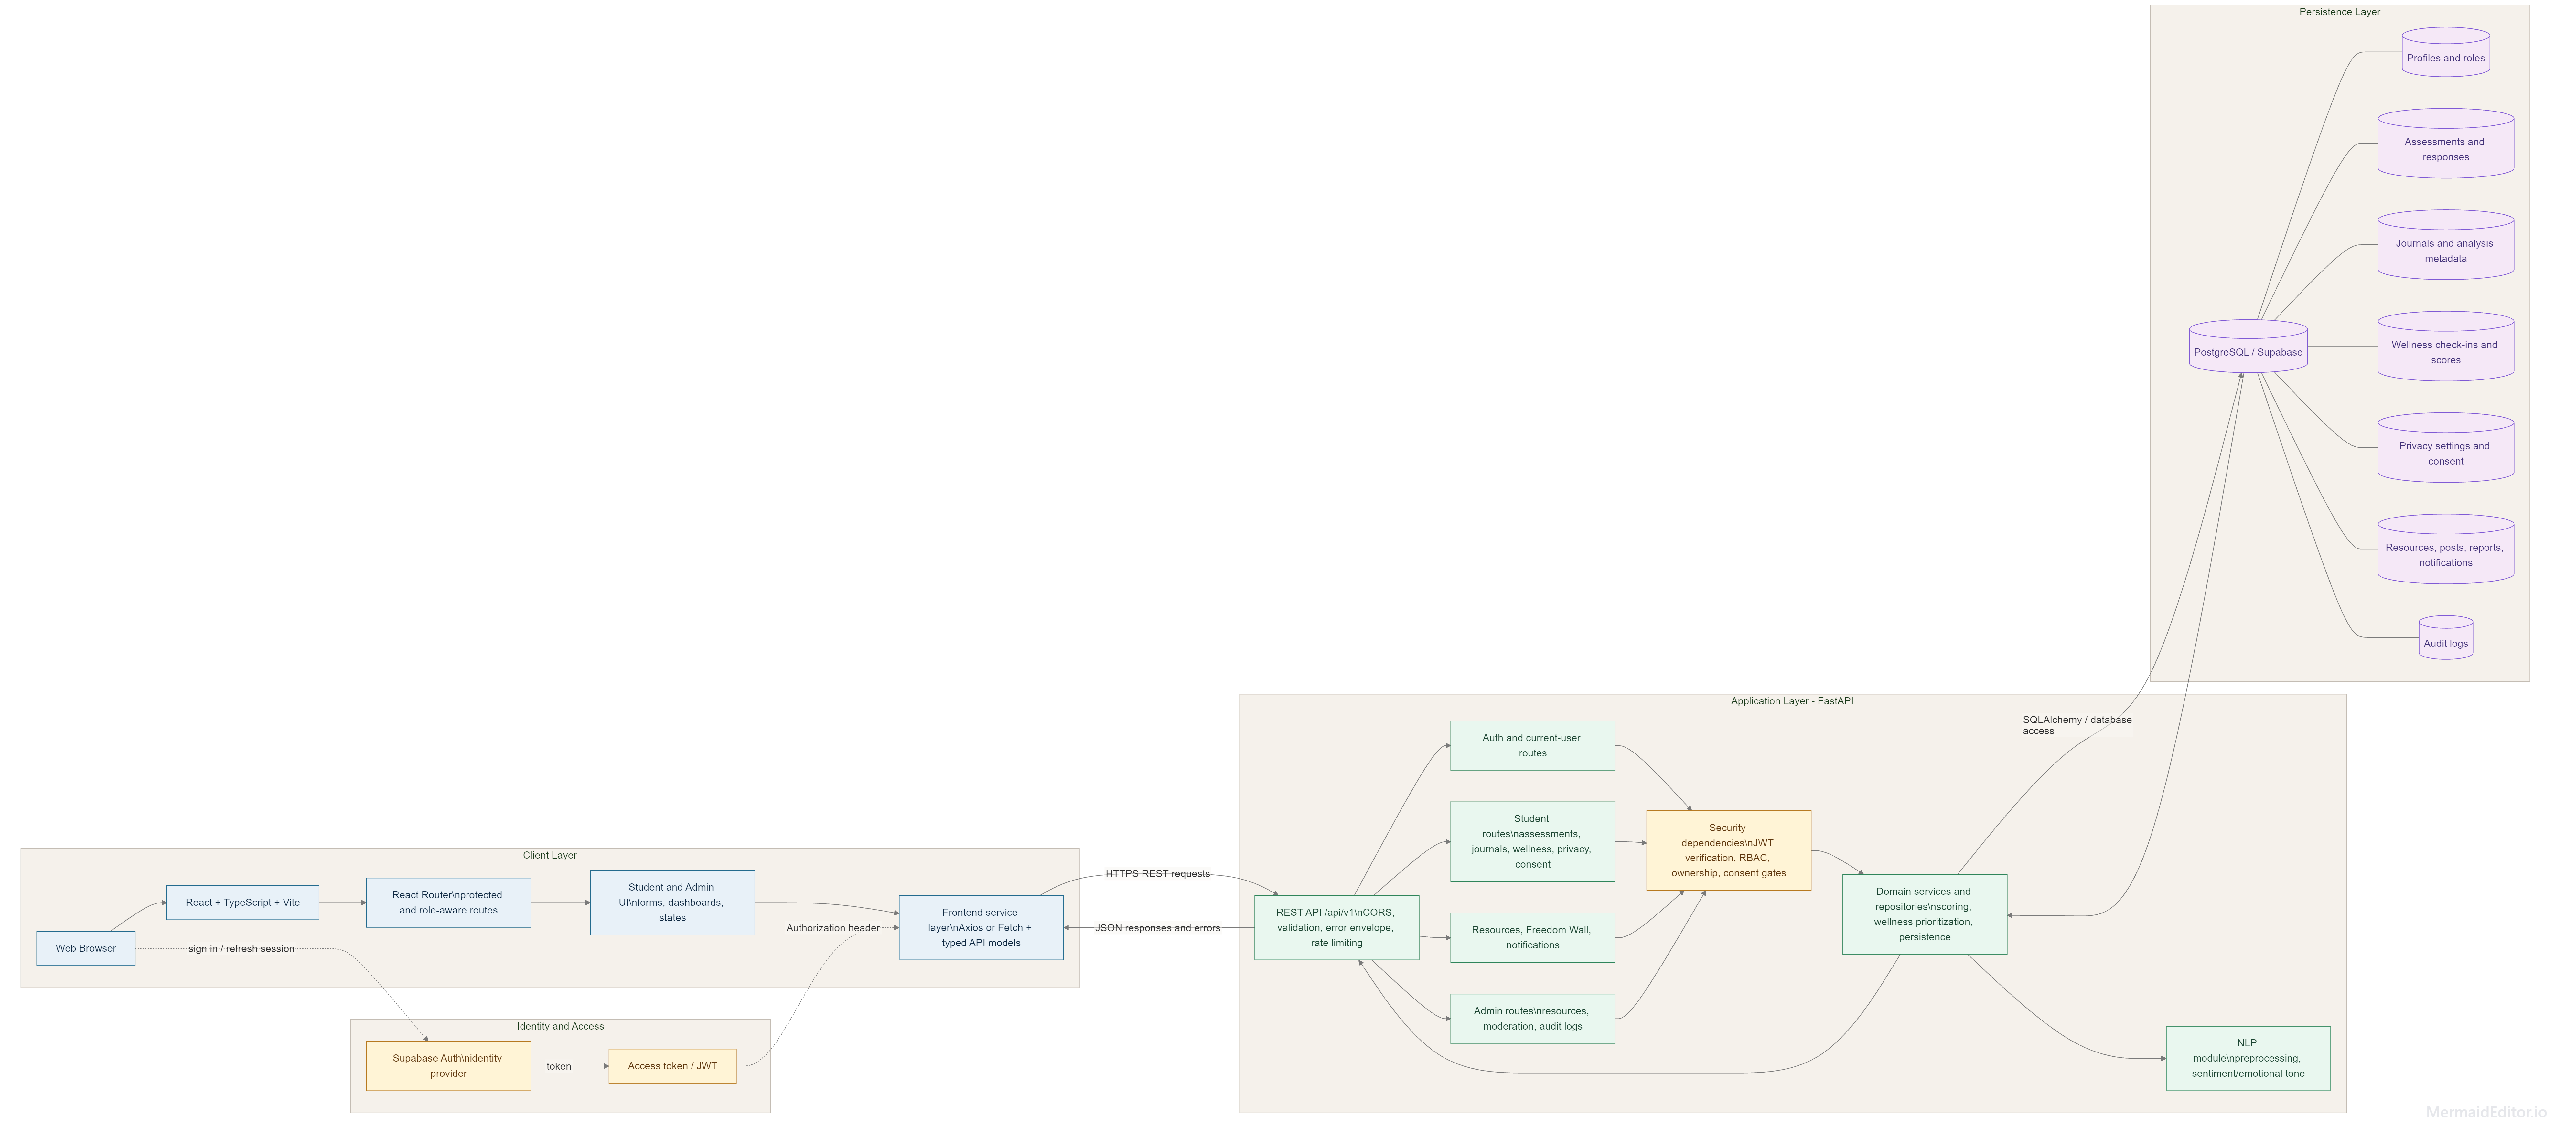 Persistence Layer
Profiles and roles
Assessments and
responses
Journals and analysis
metadata
PostgreSQL / Supabase
Wellness check-ins and
scores
Privacy settings and
consent
Resources, posts, reports,
notifications
Audit logs
Application Layer - FastAPI
SQLAlchemy / database
access
Auth and current-user
routes
Student
routes\nassessments,
journals, wellness, privacy,
consent
Security
dependencies\nJWT
verification, RBAC,
ownership, consent gates
Domain services and
repositories\nscoring,
wellness prioritization,
persistence
REST API /api/v1\nCORS,
validation, error envelope,
rate limiting
Resources, Freedom Wall,
notifications
Admin routes\nresources,
moderation, audit logs
NLP
module\npreprocessing,
sentiment/emotional tone
Client Layer
HTTPS REST requests
JSON responses and errors
Web Browser
React + TypeScript + Vite
React Router\nprotected
and role-aware routes
Student and Admin
UI\nforms, dashboards,
states
Frontend service
layer\nAxios or Fetch +
typed API models
Authorization header
sign in / refresh session
Identity and Access
Supabase Auth\nidentity
provider
token
Access token / JWT
MermaidEditor.io